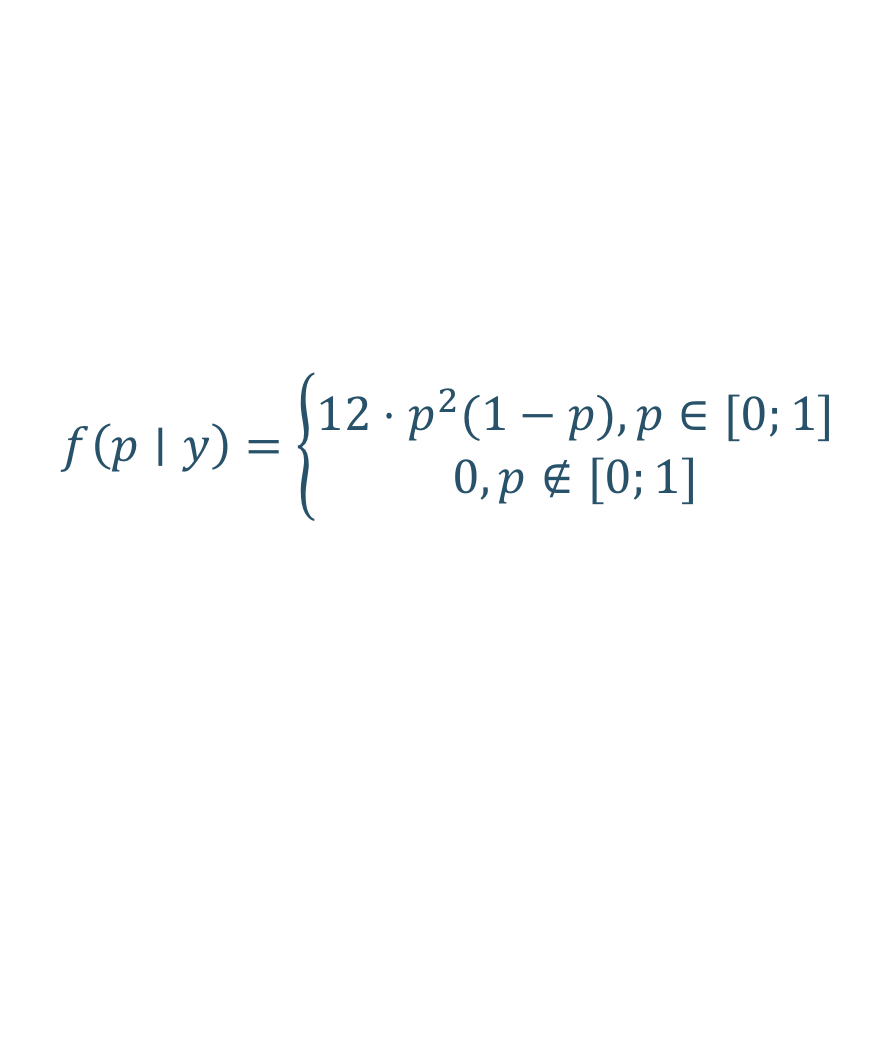 f(p ∣ y) = {12 · p²(1 − p), p ∈ [0; 1]
0, p ∉ [0; 1]